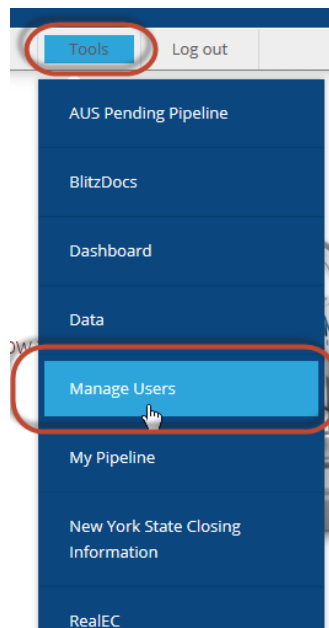 Tools Log out
AUS Pending Pipeline
BlitzDocs
Dashboard
Data
Manage Users
My Pipeline
New York State Closing
Information
RealEC